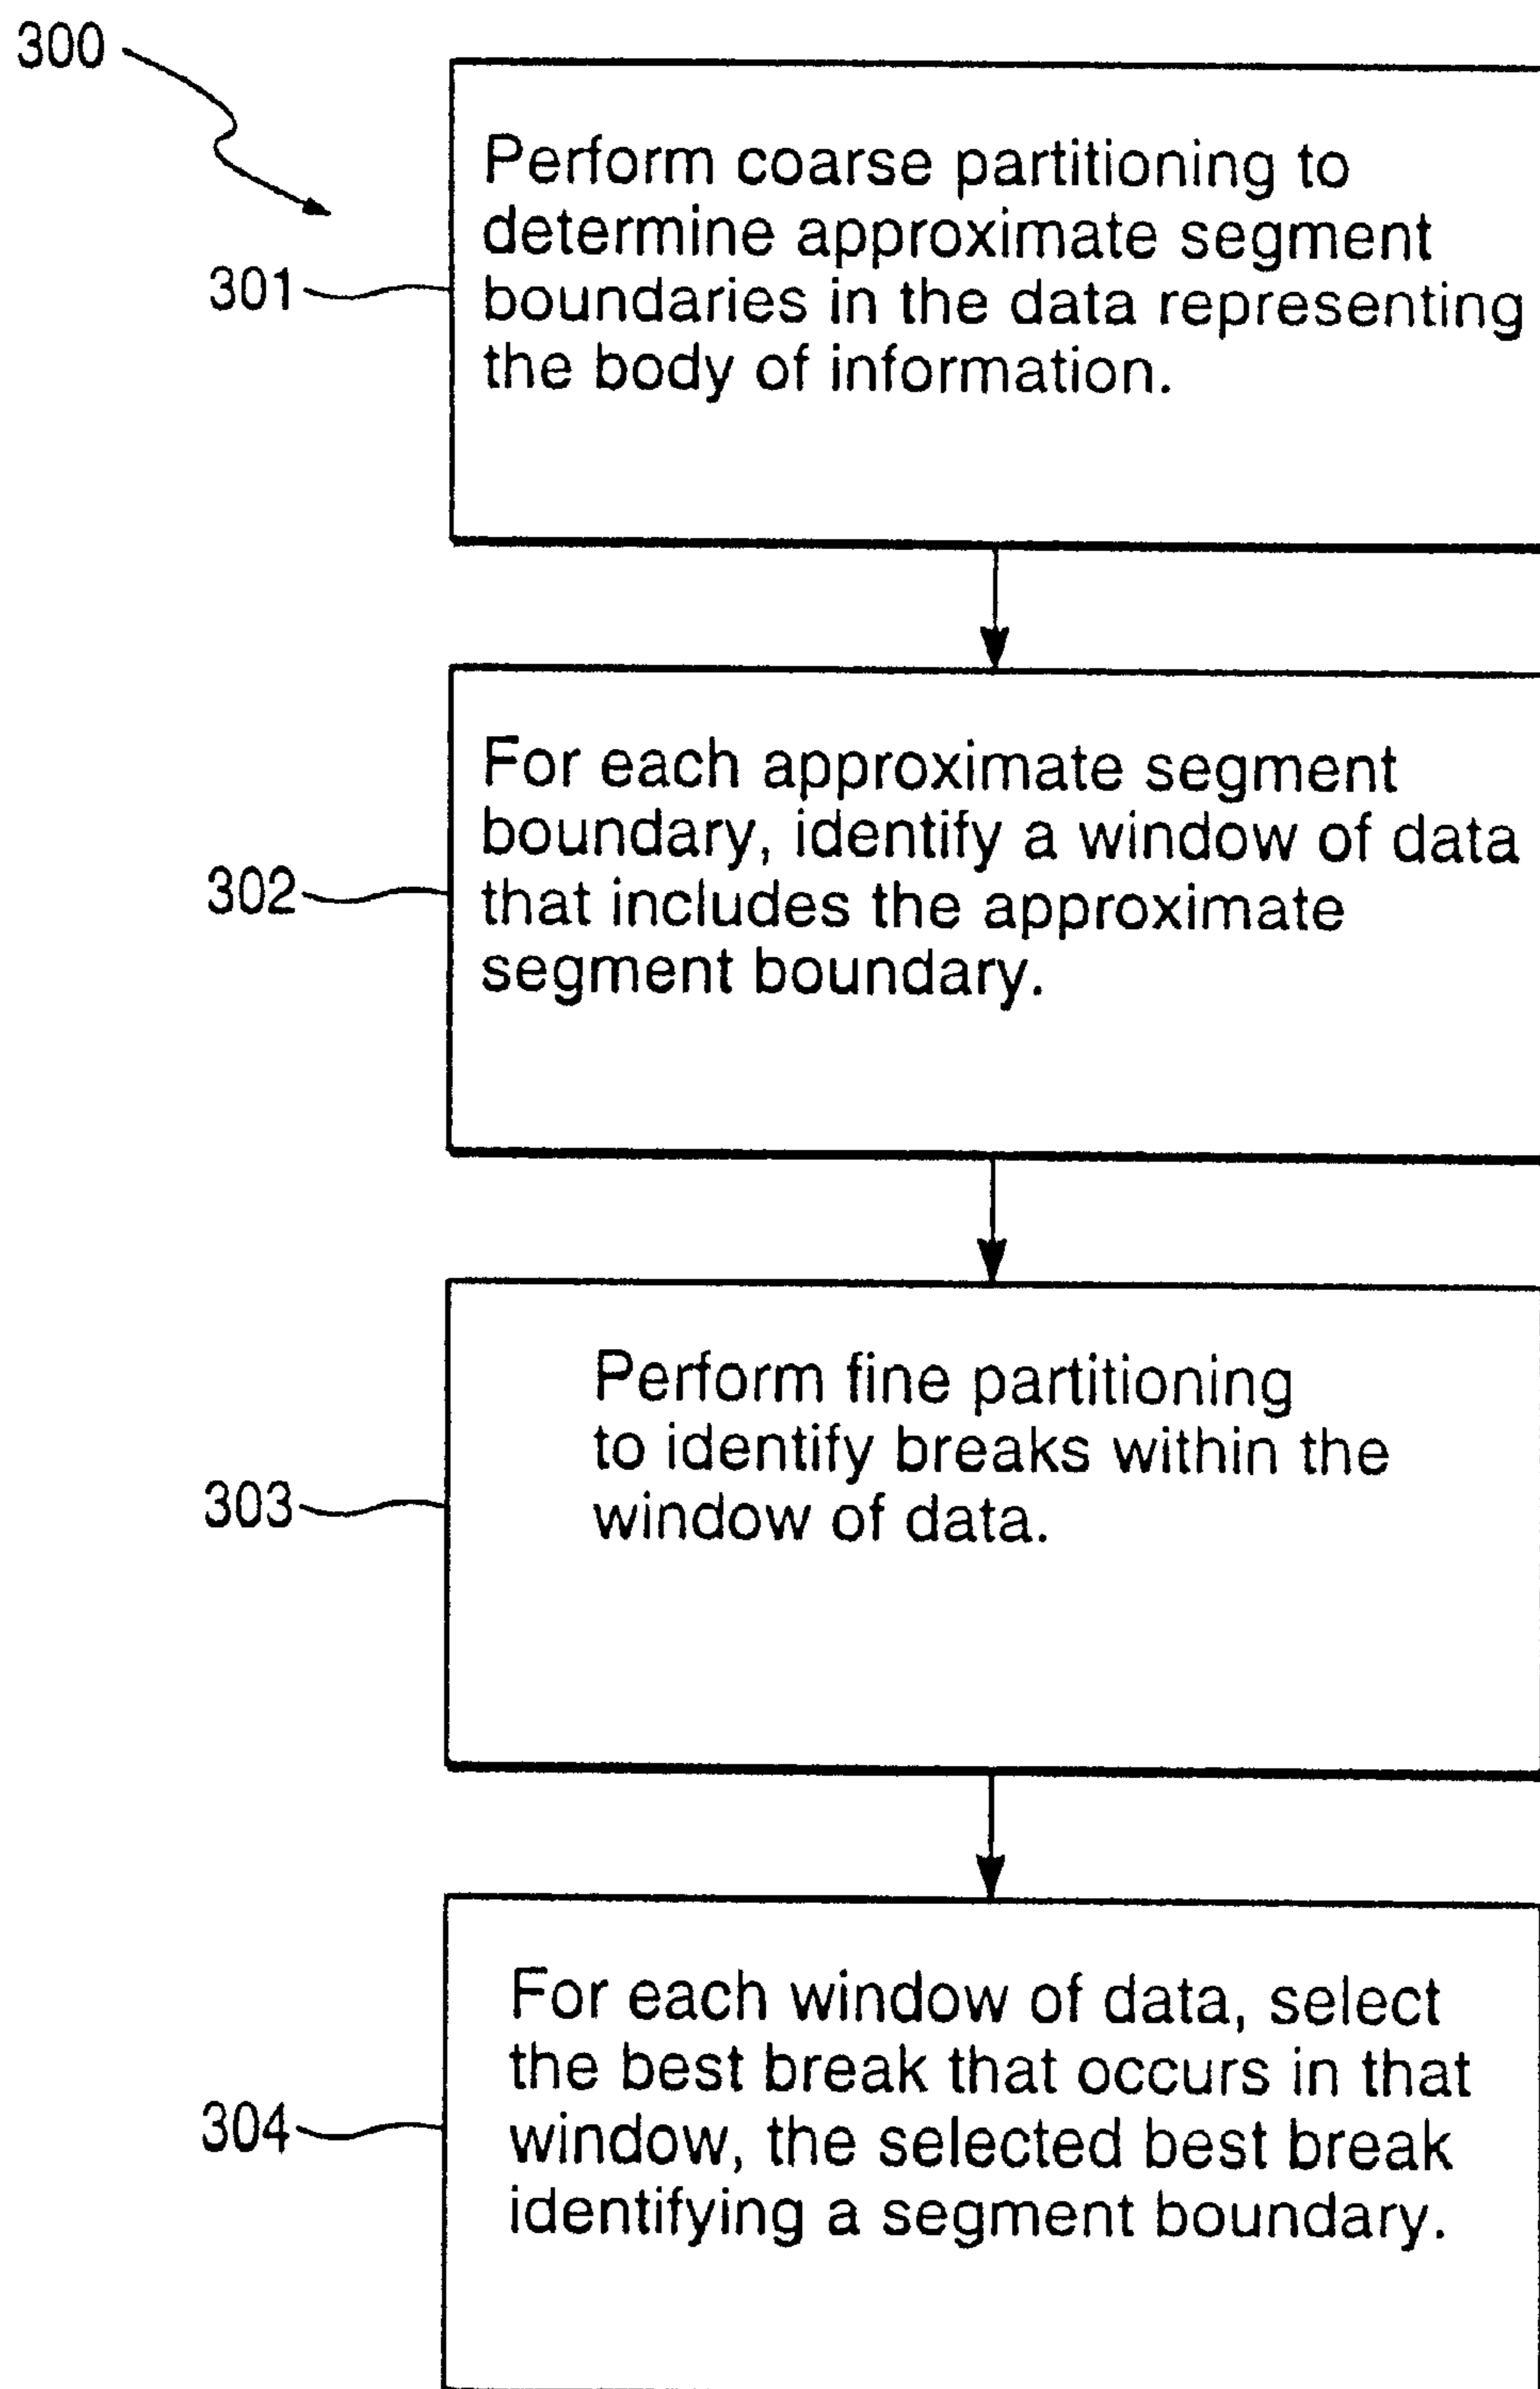 300
Perform coarse partitioning to
determine approximate segment
301
boundaries in the data representing
the body of information.
For each approximate segment
boundary, identify a window of data
302
that includes the approximate
segment boundary.
Perform fine partitioning
to identify breaks within the
303
window of data.
For each window of data, select
the best break that occurs in that
304
window, the selected best break
identifying a segment boundary.